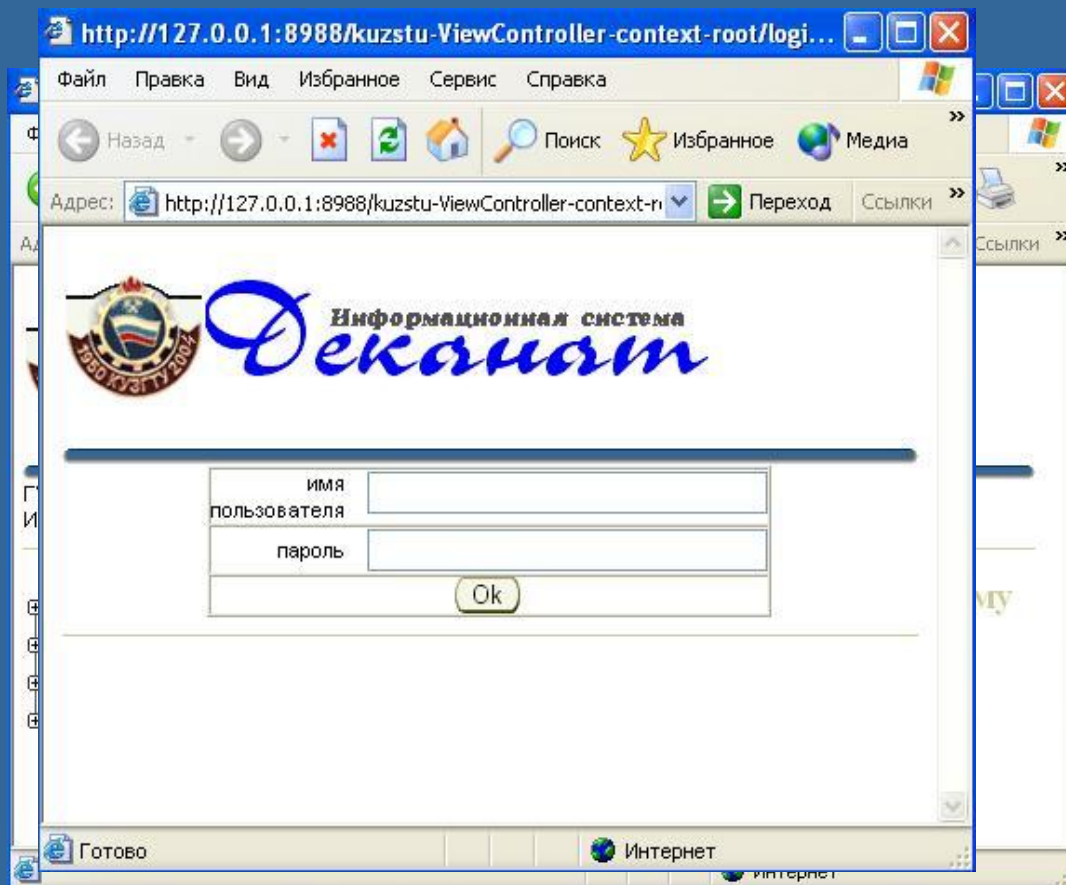 http://127.0.0.1:8988/kuzstu-ViewController-context-root/logi...
Файл Правка Вид Избранное Сервис Справка
Назад Поиск Избранное Медиа »
Адрес: http://127.0.0.1:8988/kuzstu-ViewController-context-r Переход Ссылки »
Ссылки »
Информационная система
Деканат
1950 КУЗГТУ 2004
имя
пользователя
пароль
Ok
му
Готово Интернет
Интернет